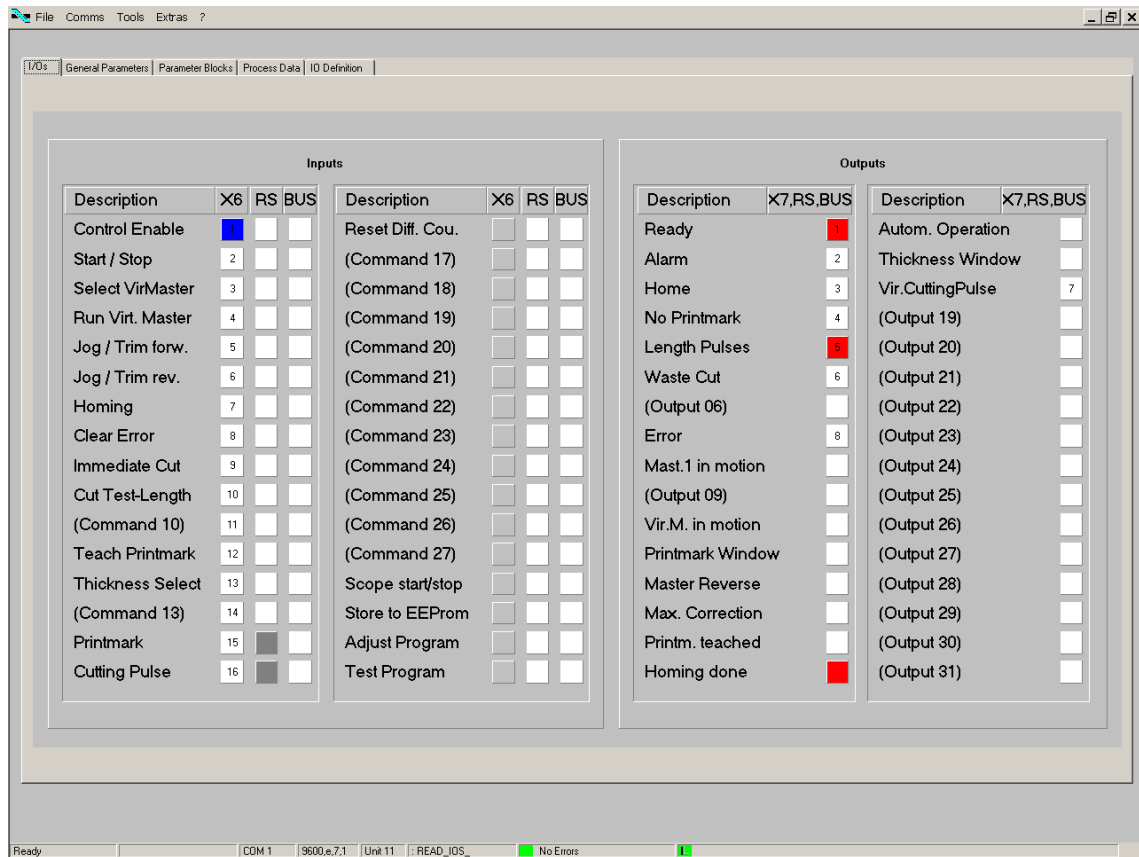 File Comms Tools Extras ?
I/Os General Parameters Parameter Blocks Process Data IO Definition
Inputs Outputs
Description X6 RS BUS Description X6 RS BUS Description X7,RS,BUS Description X7,RS,BUS
Control Enable 1 Reset Diff. Cou. Ready 1 Autom. Operation
Start / Stop 2 (Command 17) Alarm 2 Thickness Window
Select VirMaster 3 (Command 18) Home 3 Vir.CuttingPulse 7
Run Virt. Master 4 (Command 19) No Printmark 4 (Output 19)
Jog / Trim forw. 5 (Command 20) Length Pulses 5 (Output 20)
Jog / Trim rev. 6 (Command 21) Waste Cut 6 (Output 21)
Homing 7 (Command 22) (Output 06) (Output 22)
Clear Error 8 (Command 23) Error 8 (Output 23)
Immediate Cut 9 (Command 24) Mast.1 in motion (Output 24)
Cut Test-Length 10 (Command 25) (Output 09) (Output 25)
(Command 10) 11 (Command 26) Vir.M. in motion (Output 26)
Teach Printmark 12 (Command 27) Printmark Window (Output 27)
Thickness Select 13 Scope start/stop Master Reverse (Output 28)
(Command 13) 14 Store to EEProm Max. Correction (Output 29)
Printmark 15 Adjust Program Printm. teached (Output 30)
Cutting Pulse 16 Test Program Homing done (Output 31)
Ready COM 1 9600,e,7,1 Unit 11 : READ_IOS_ No Errors